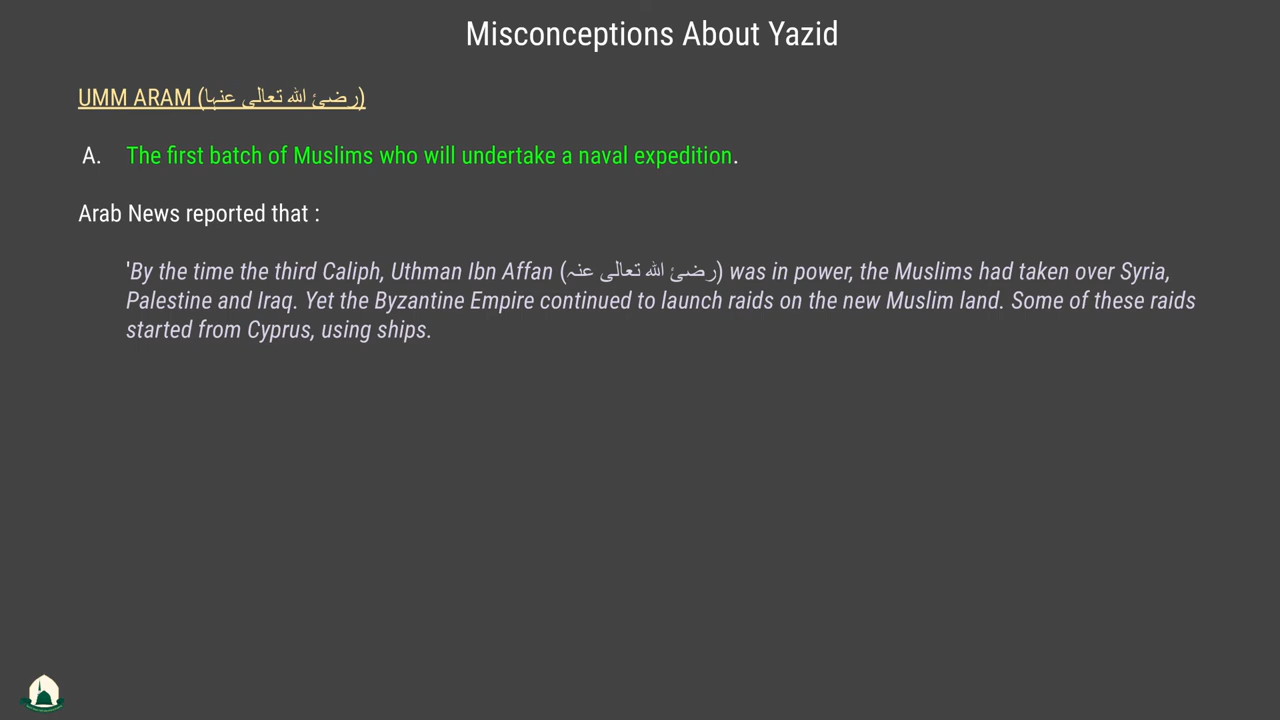 Misconceptions About Yazid
UMM ARAM (رضئ الله تعالی عنہا)
A. The first batch of Muslims who will undertake a naval expedition.
Arab News reported that :
'By the time the third Caliph, Uthman Ibn Affan (رضئ الله تعالی عنہ) was in power, the Muslims had taken over Syria,
Palestine and Iraq. Yet the Byzantine Empire continued to launch raids on the new Muslim land. Some of these raids
started from Cyprus, using ships.